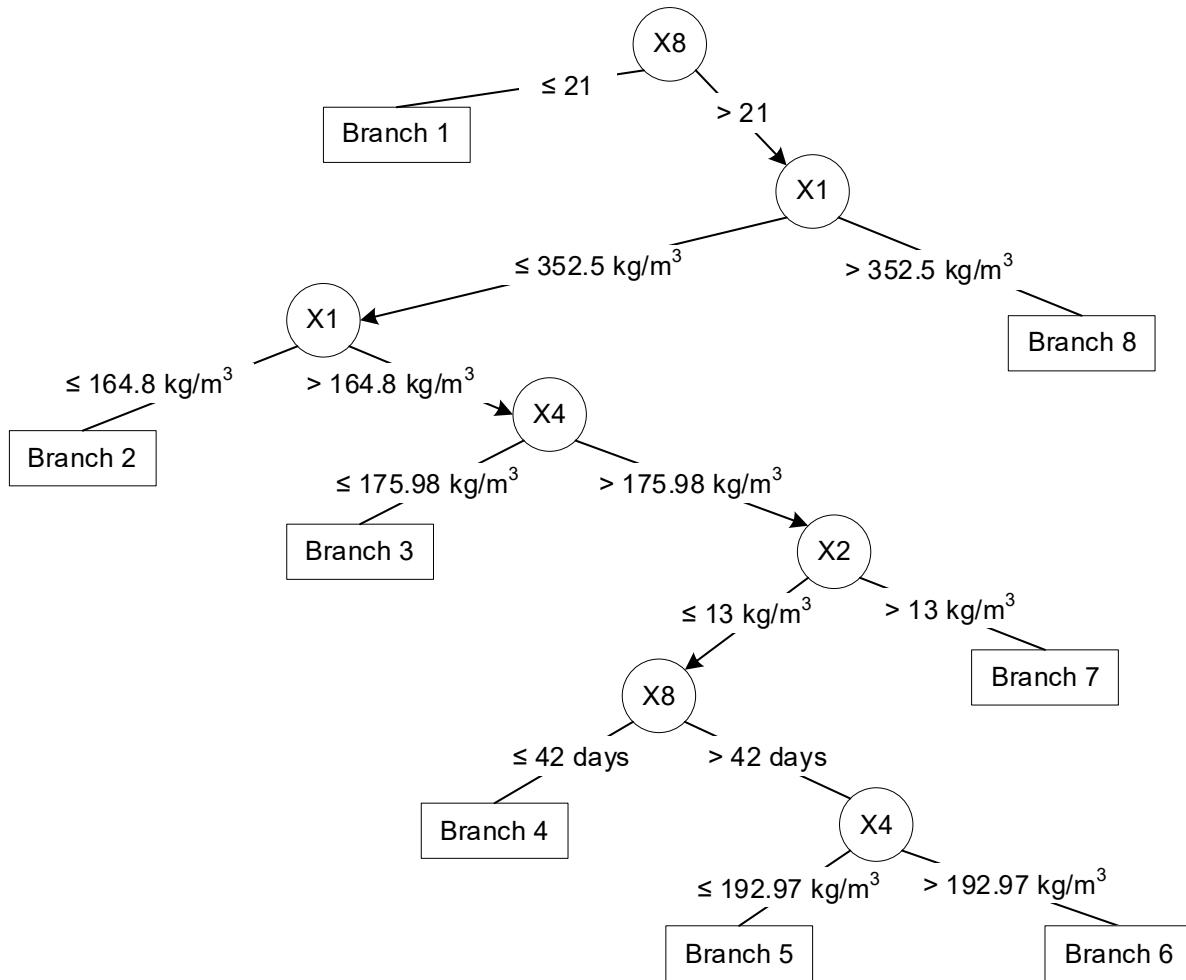 X8
≤ 21
> 21
Branch 1
X1
≤ 352.5 kg/m³
> 352.5 kg/m³
X1
Branch 8
≤ 164.8 kg/m³
> 164.8 kg/m³
X4
Branch 2
≤ 175.98 kg/m³
> 175.98 kg/m³
Branch 3
X2
≤ 13 kg/m³
> 13 kg/m³
X8
Branch 7
≤ 42 days
> 42 days
Branch 4
X4
≤ 192.97 kg/m³
> 192.97 kg/m³
Branch 5
Branch 6